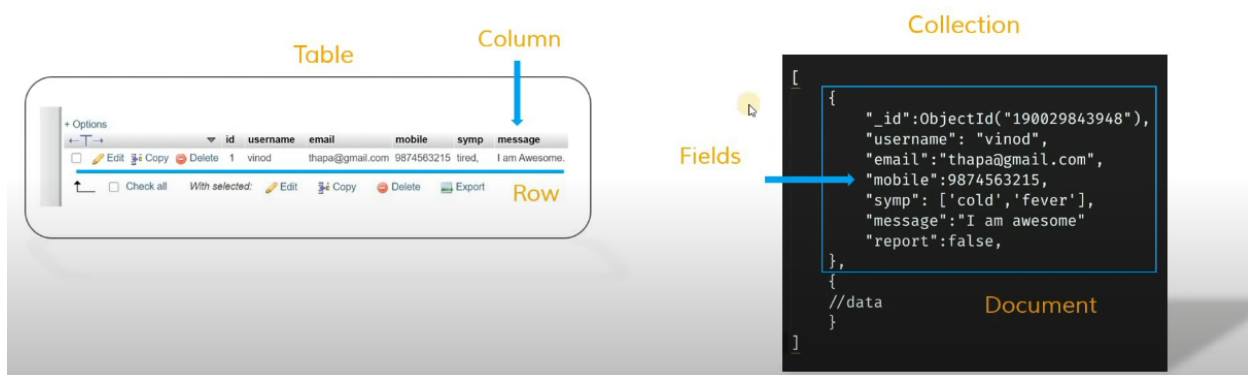 Table
Column
+ Options
←T→ id username email mobile symp message
Edit Copy Delete 1 vinod thapa@gmail.com 9874563215 tired, I am Awesome.
Check all With selected: Edit Copy Delete Export
Row
Collection
Fields
[
{
"_id":ObjectId("190029843948"),
"username": "vinod",
"email":"thapa@gmail.com",
"mobile":9874563215,
"symp": ['cold','fever'],
"message":"I am awesome"
"report":false,
},
{
//data
}
]
Document